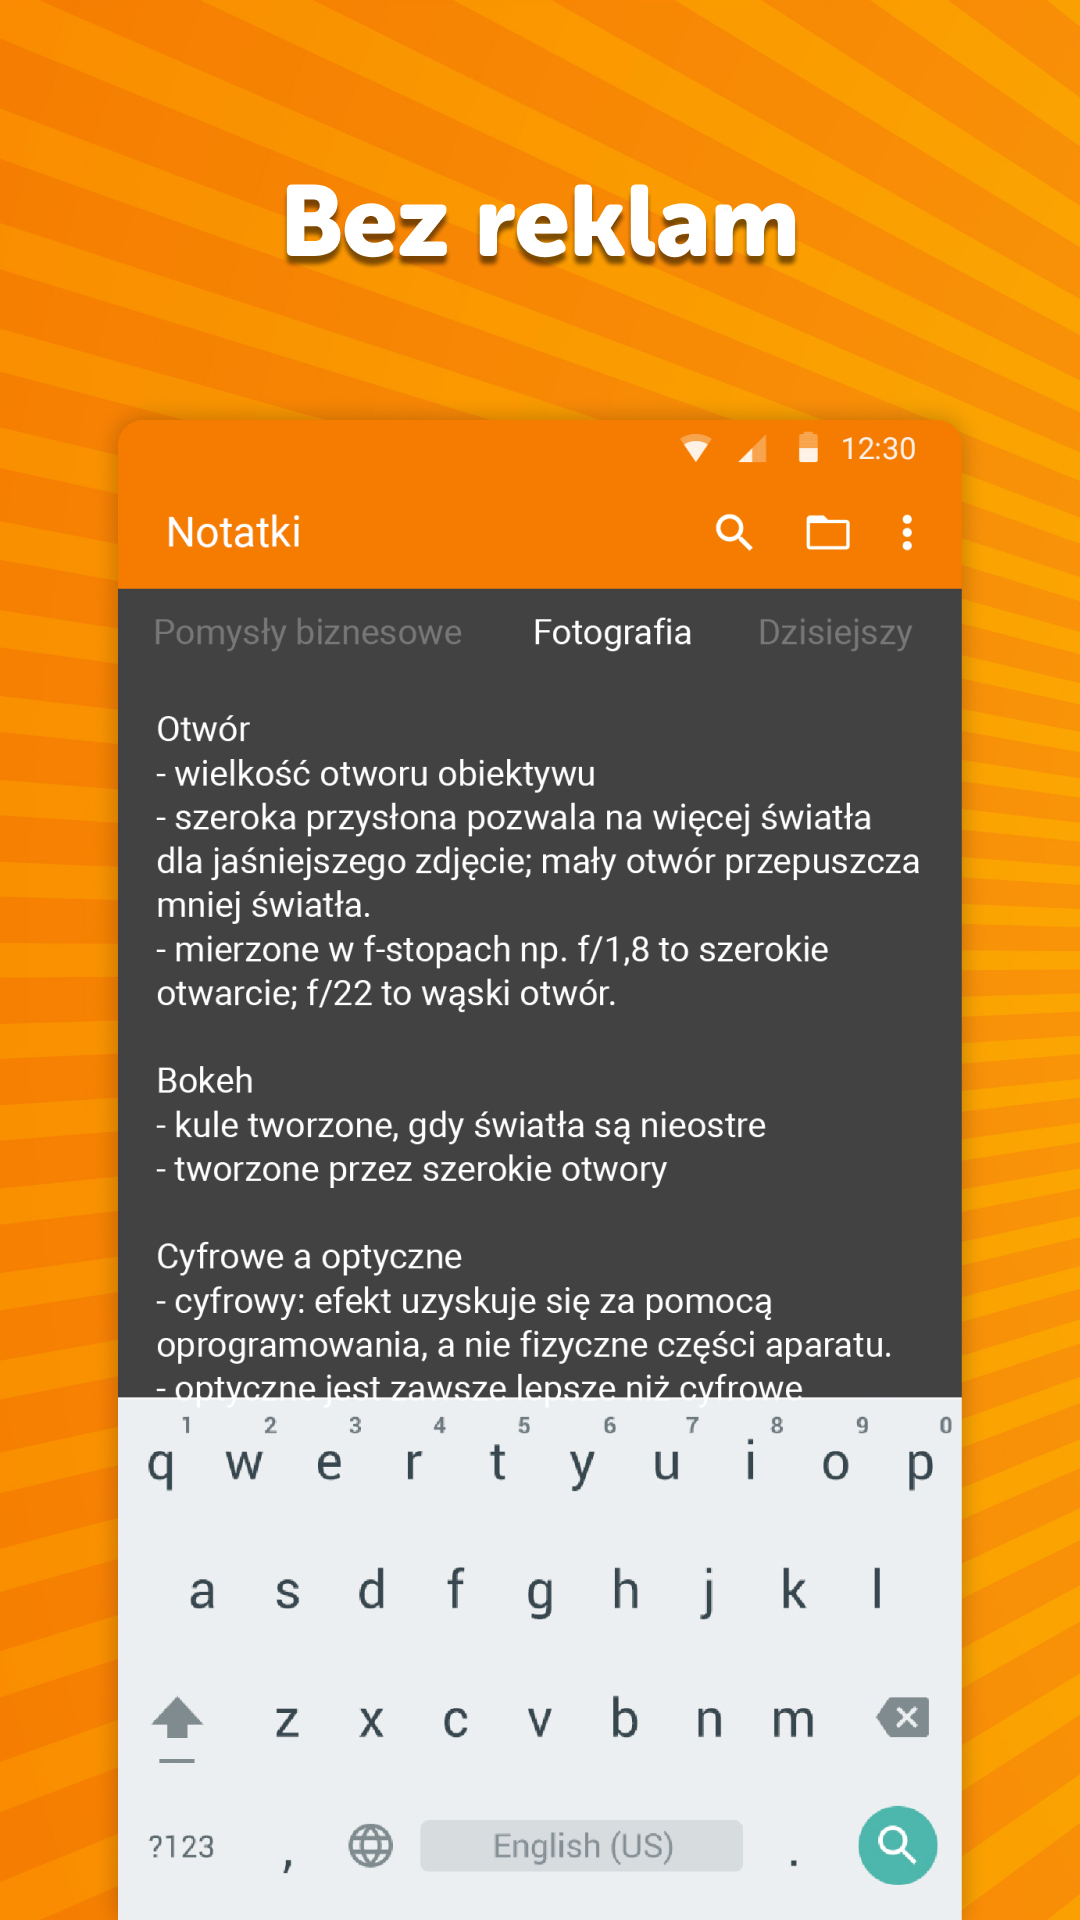 Bez reklam
12:30
Notatki
Pomysły biznesowe Fotografia Dzisiejszy
Otwór
- wielkość otworu obiektywu
- szeroka przysłona pozwala na więcej światła
dla jaśniejszego zdjęcie; mały otwór przepuszcza
mniej światła.
- mierzone w f-stopach np. f/1,8 to szerokie
otwarcie; f/22 to wąski otwór.
Bokeh
- kule tworzone, gdy światła są nieostre
- tworzone przez szerokie otwory
Cyfrowe a optyczne
- cyfrowy: efekt uzyskuje się za pomocą
oprogramowania, a nie fizyczne części aparatu.
- optyczne jest zawsze lepsze niż cyfrowe
1 2 3 4 5 6 7 8 9 0
q w e r t y u i o p
a s d f g h j k l
z x c v b n m
?123 , English (US) .